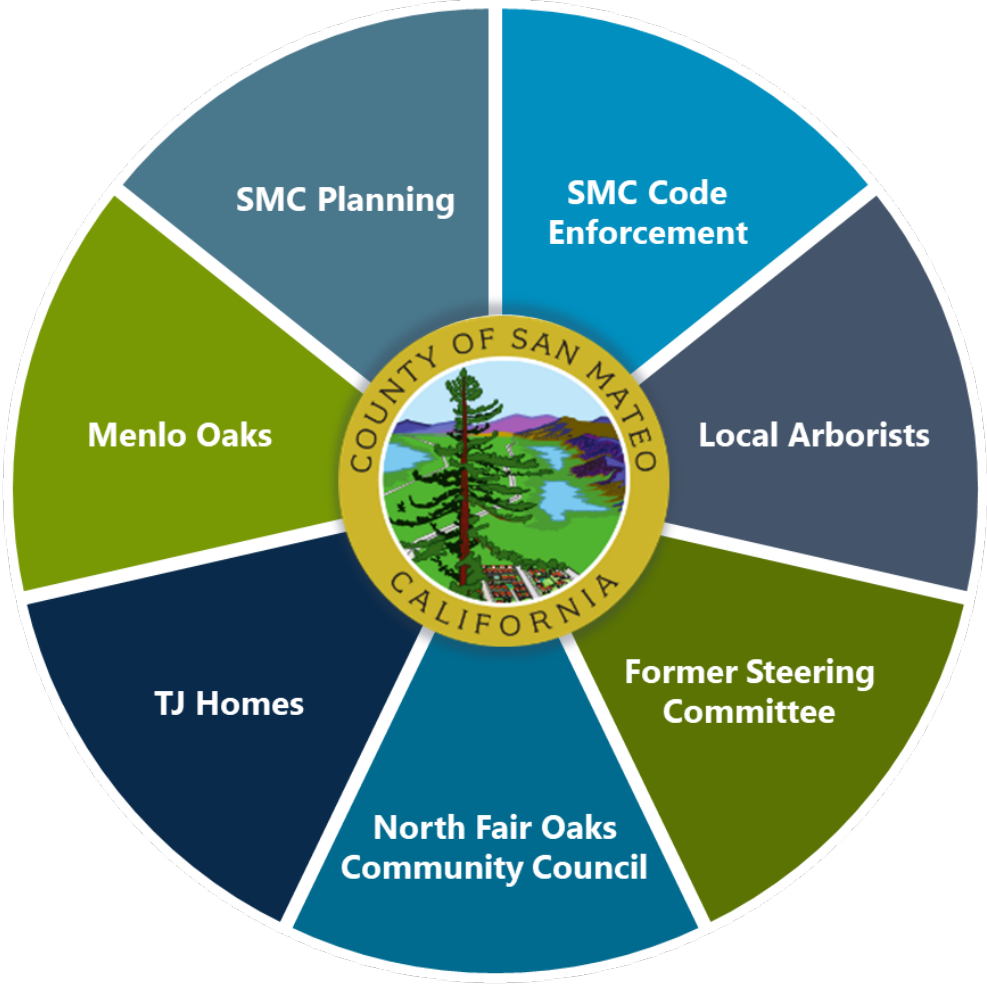 SMC Planning
SMC Code
Enforcement
Menlo Oaks
COUNTY OF SAN MATEO
CALIFORNIA
Local Arborists
TJ Homes
Former Steering
Committee
North Fair Oaks
Community Council